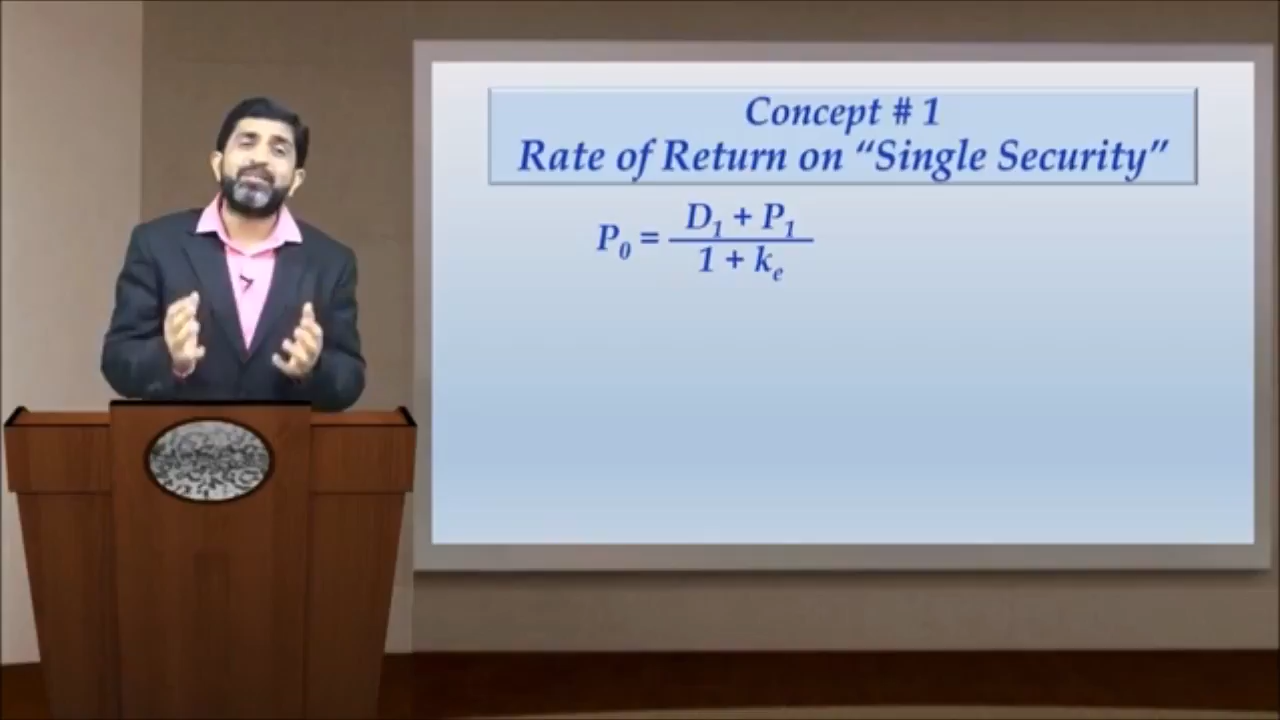 Concept # 1
Rate of Return on “Single Security”
P₀ = (D₁ + P₁) / (1 + kₑ)